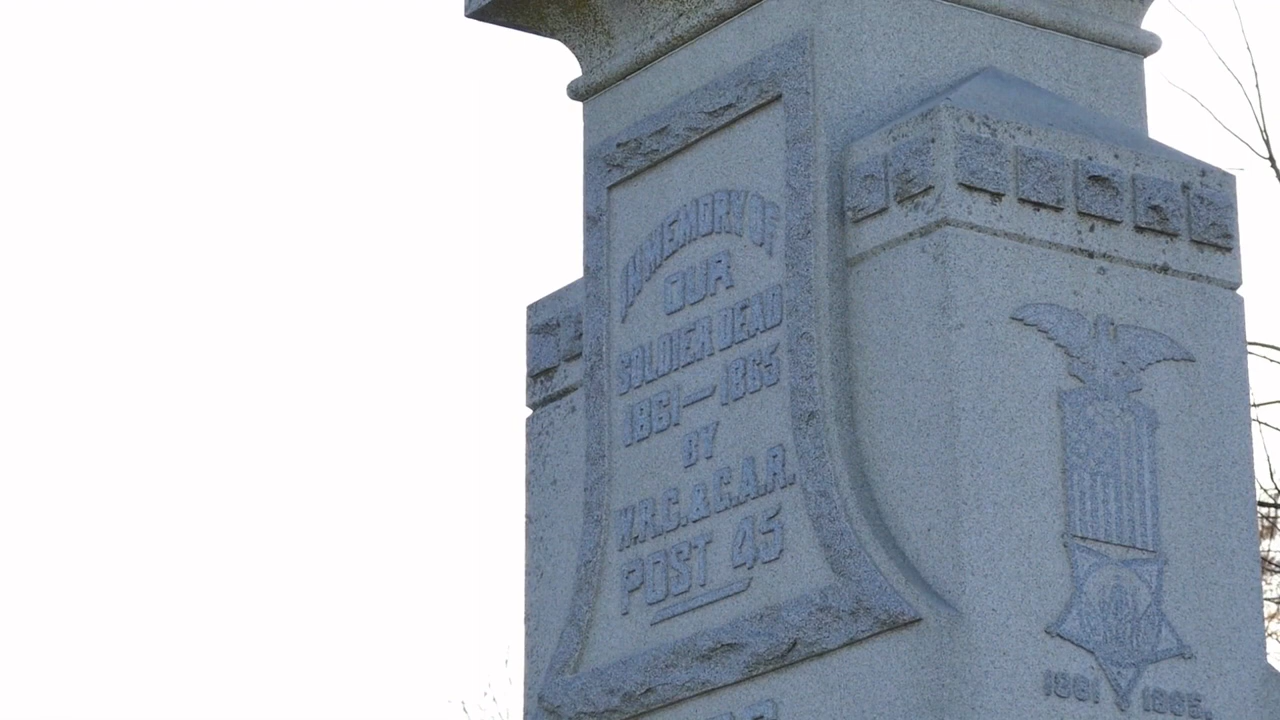 IN MEMORY OF
OUR
SOLDIER DEAD
1861—1865
BY
W.R.C. & G.A.R.
POST 45
1861 1865.